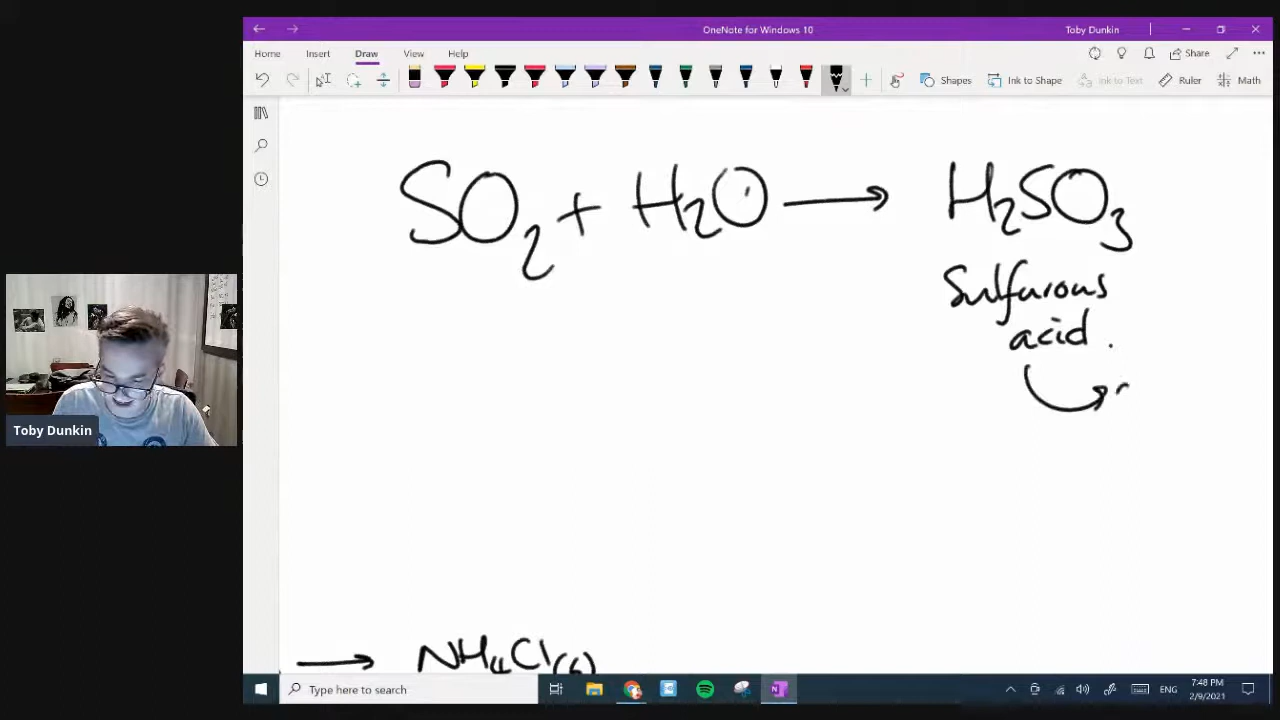 OneNote for Windows 10
Toby Dunkin
Home Insert Draw View Help
Share
Shapes Ink to Shape Ink to Text Ruler Math
SO₂ + H₂O → H₂SO₃
Sulfurous
acid.
Toby Dunkin
→ NH₄Cl(s)
Type here to search
ENG
7:48 PM
2/9/2021